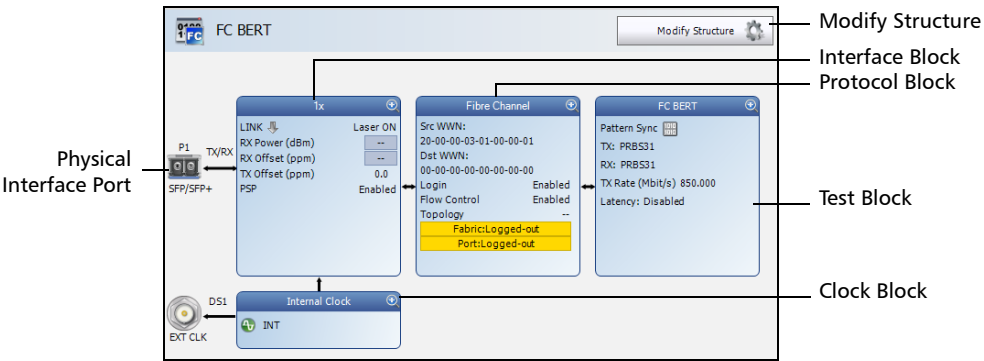 FC BERT
Modify Structure
Modify Structure
Interface Block
Protocol Block
1x
Fibre Channel
FC BERT
LINK
Laser ON
RX Power (dBm)
--
RX Offset (ppm)
--
TX Offset (ppm)
0.0
PSP
Enabled
Src WWN:
20-00-00-03-01-00-00-01
Dst WWN:
00-00-00-00-00-00-00-00
Login
Enabled
Flow Control
Enabled
Topology
--
Fabric:Logged-out
Port:Logged-out
Pattern Sync
TX: PRBS31
RX: PRBS31
TX Rate (Mbit/s) 850.000
Latency: Disabled
P1
TX/RX
SFP/SFP+
Physical
Interface Port
Test Block
Clock Block
DS1
EXT CLK
Internal Clock
INT